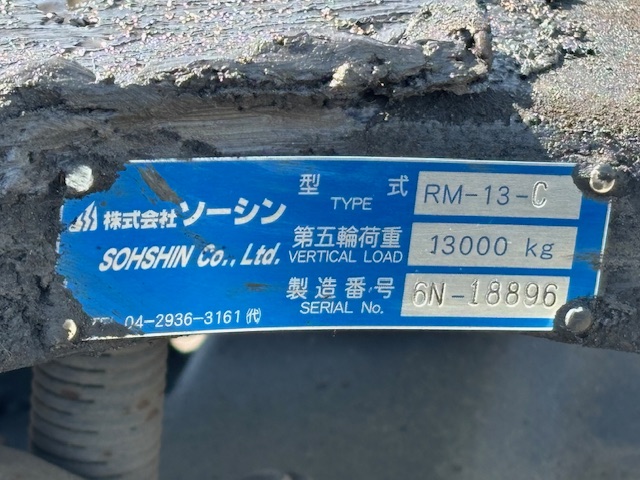 型式 RM-13-C
TYPE
株式会社 ソーシン
SOHSHIN Co., Ltd.
第五輪荷重 13000 kg
VERTICAL LOAD
製造番号 6N-18896
SERIAL No.
TEL 04-2936-3161 ㈹